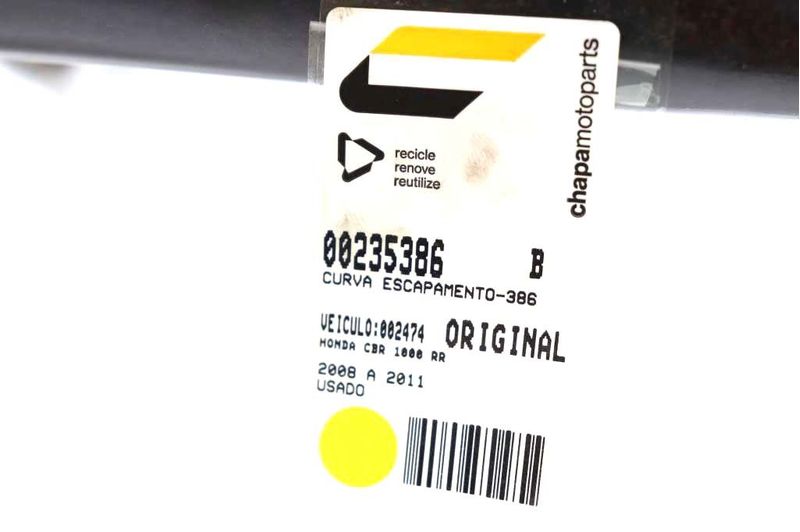 chapamotoparts
recicle
renove
reutilize
00235386 B
CURVA ESCAPAMENTO-386
VEICULO:002474 ORIGINAL
HONDA CBR 1000 RR
2008 A 2011
USADO